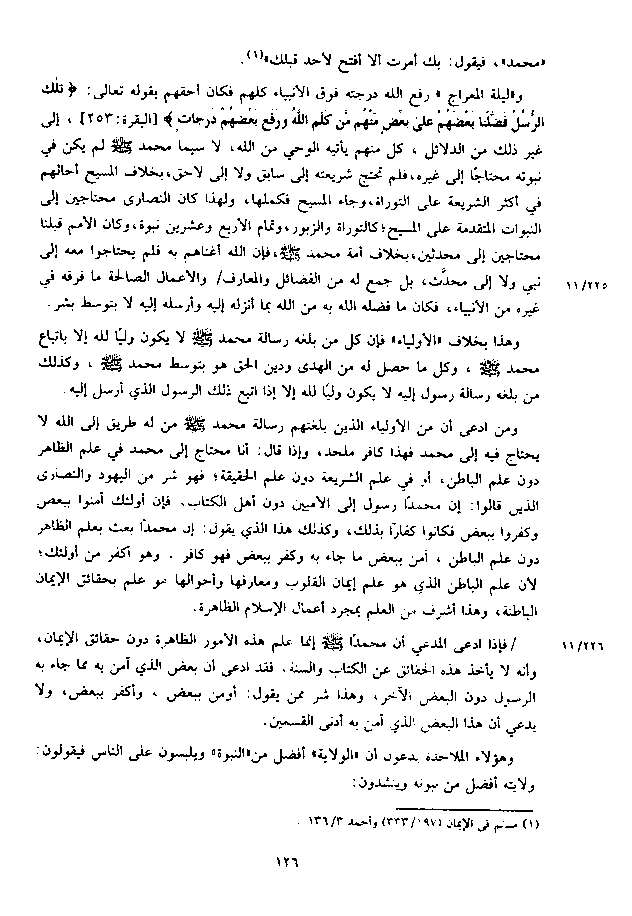 «محمد»، فيقول: بك أمرت ألا أفتح لأحد قبلك»(١).
و«ليلة المعراج» رفع الله درجته فوق الأنبياء كلهم فكان أحقهم بقوله تعالى: ﴿ تِلْكَ
الرُّسُلُ فَضَّلْنَا بَعْضَهُمْ عَلَىٰ بَعْضٍ مِّنْهُم مَّن كَلَّمَ اللَّهُ وَرَفَعَ بَعْضَهُمْ دَرَجَاتٍ ﴾ [البقرة: ٢٥٣] ، إلى
غير ذلك من الدلائل ، كل منهم يأتيه الوحي من الله، لا سيما محمد ﷺ لم يكن في
نبوته محتاجًا إلى غيره، فلم تحتج شريعته إلى سابق ولا إلى لاحق، بخلاف المسيح أحالهم
في أكثر الشريعة على التوراة، وجاء المسيح فكملها، ولهذا كان النصارى محتاجين إلى
النبوات المتقدمة على المسيح؛ كالتوراة والزبور، وتمام الأربع وعشرين نبوة، وكان الأمم قبلنا
محتاجين إلى محدثين، بخلاف أمة محمد ﷺ، فإن الله أغناهم به فلم يحتاجوا معه إلى
نبي ولا إلى محدَّث، بل جمع له من الفضائل والمعارف/ والأعمال الصالحة ما فرقه في
١١/٢٢٥
غيره من الأنبياء، فكان ما فضله الله به من الله بما أنزله إليه وأرسله إليه لا بتوسط بشر.
وهذا بخلاف «الأولياء» فإن كل من بلغه رسالة محمد ﷺ لا يكون وليًا لله إلا باتباع
محمد ﷺ ، وكل ما حصل له من الهدى ودين الحق هو بتوسط محمد ﷺ ، وكذلك
من بلغه رسالة رسول إليه لا يكون وليًا لله إلا إذا اتبع ذلك الرسول الذي أرسل إليه.
ومن ادعى أن من الأولياء الذين بلغتهم رسالة محمد ﷺ من له طريق إلى الله لا
يحتاج فيه إلى محمد فهذا كافر ملحد، وإذا قال: أنا محتاج إلى محمد في علم الظاهر
دون علم الباطن، أو في علم الشريعة دون علم الحقيقة؛ فهو شر من اليهود والنصارى
الذين قالوا: إن محمدًا رسول إلى الأميين دون أهل الكتاب. فإن أولئك آمنوا ببعض
وكفروا ببعض فكانوا كفارًا بذلك، وكذلك هذا الذي يقول: إن محمدًا بعث بعلم الظاهر
دون علم الباطن ، آمن ببعض ما جاء به وكفر ببعض فهو كافر . وهو أكفر من أولئك؛
لأن علم الباطن الذي هو علم إيمان القلوب ومعارفها وأحوالها هو علم بحقائق الإيمان
الباطنة، وهذا أشرف من العلم بمجرد أعمال الإسلام الظاهرة.
/ فإذا ادعى المدعي أن محمدًا ﷺ إنما علم هذه الأمور الظاهرة دون حقائق الإيمان،
١١/٢٢٦
وأنه لا يأخذ هذه الحقائق عن الكتاب والسنة. فقد ادعى أن بعض الذي آمن به مما جاء به
الرسول دون البعض الآخر، وهذا شر ممن يقول: أومن ببعض ، وأكفر ببعض، ولا
يدعي أن هذا البعض الذي آمن به أدنى القسمين.
وهؤلاء الملاحدة يدعون أن «الولاية» أفضل من «النبوة» ويلبسون على الناس فيقولون:
ولايته أفضل من نبوته وينشدون:
(١) مسلم في الإيمان (٣٣٣/١٩٧) وأحمد ١٣٦/٣ .
١٢٦